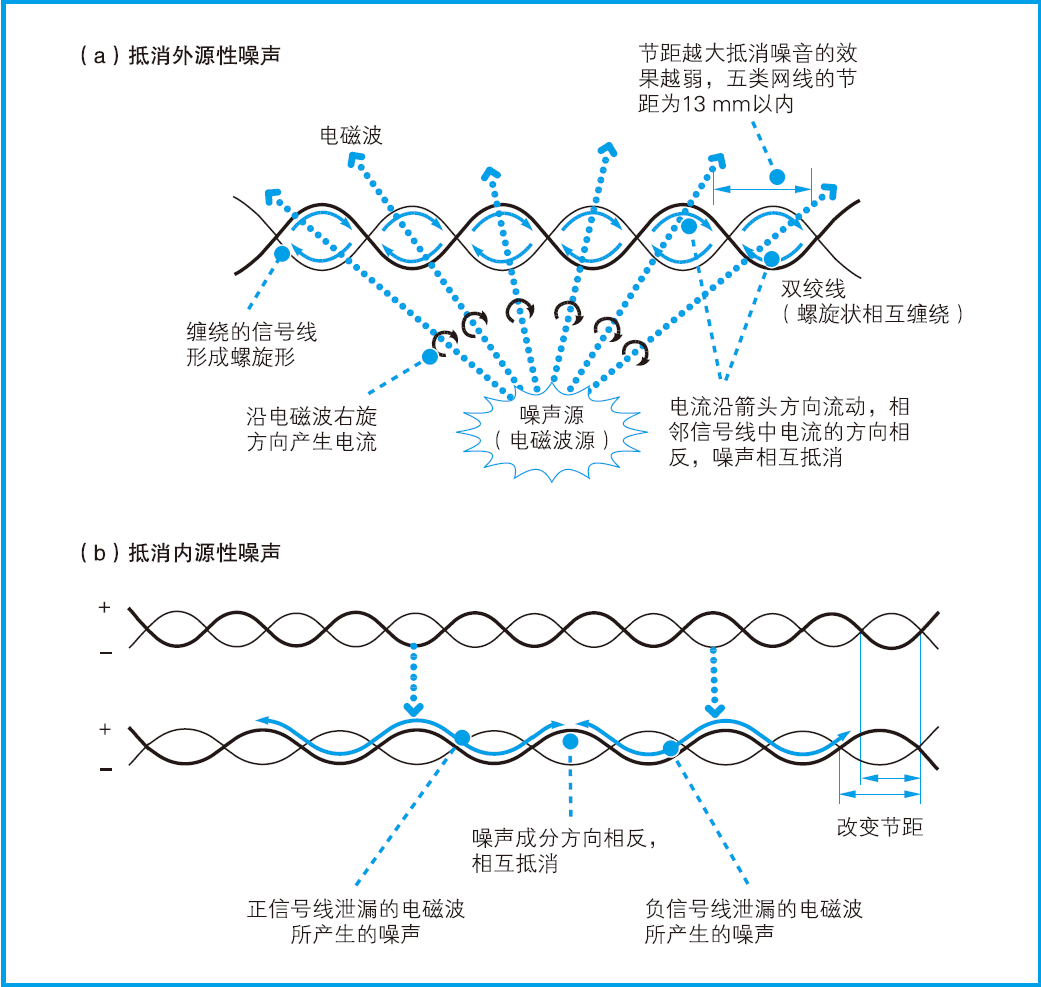 （a）抵消外源性噪声
节距越大抵消噪音的效
果越弱，五类网线的节
距为13 mm以内
电磁波
双绞线
（螺旋状相互缠绕）
缠绕的信号线
形成螺旋形
沿电磁波右旋
方向产生电流
噪声源
（电磁波源）
电流沿箭头方向流动，相
邻信号线中电流的方向相
反，噪声相互抵消
（b）抵消内源性噪声
+
−
+
−
改变节距
噪声成分方向相反，
相互抵消
正信号线泄漏的电磁波
所产生的噪声
负信号线泄漏的电磁波
所产生的噪声